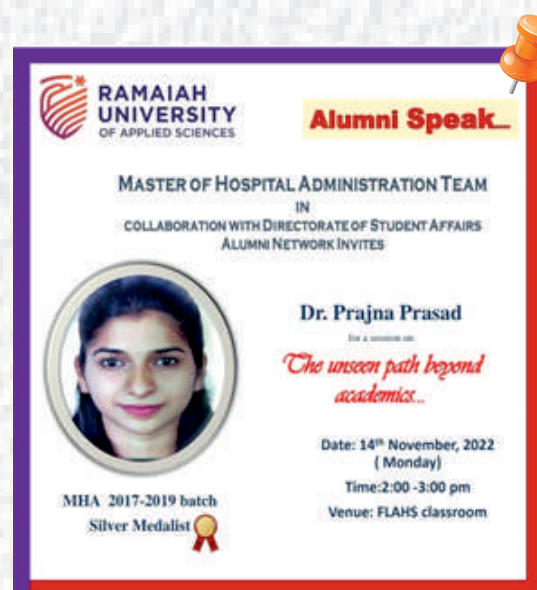 RAMAIAH
UNIVERSITY
OF APPLIED SCIENCES
Alumni Speak...
MASTER OF HOSPITAL ADMINISTRATION TEAM
IN
COLLABORATION WITH DIRECTORATE OF STUDENT AFFAIRS
ALUMNI NETWORK INVITES
Dr. Prajna Prasad
for a session on
The unseen path beyond
academics...
Date: 14th November, 2022
( Monday)
Time:2:00 -3:00 pm
Venue: FLAHS classroom
MHA 2017-2019 batch
Silver Medalist